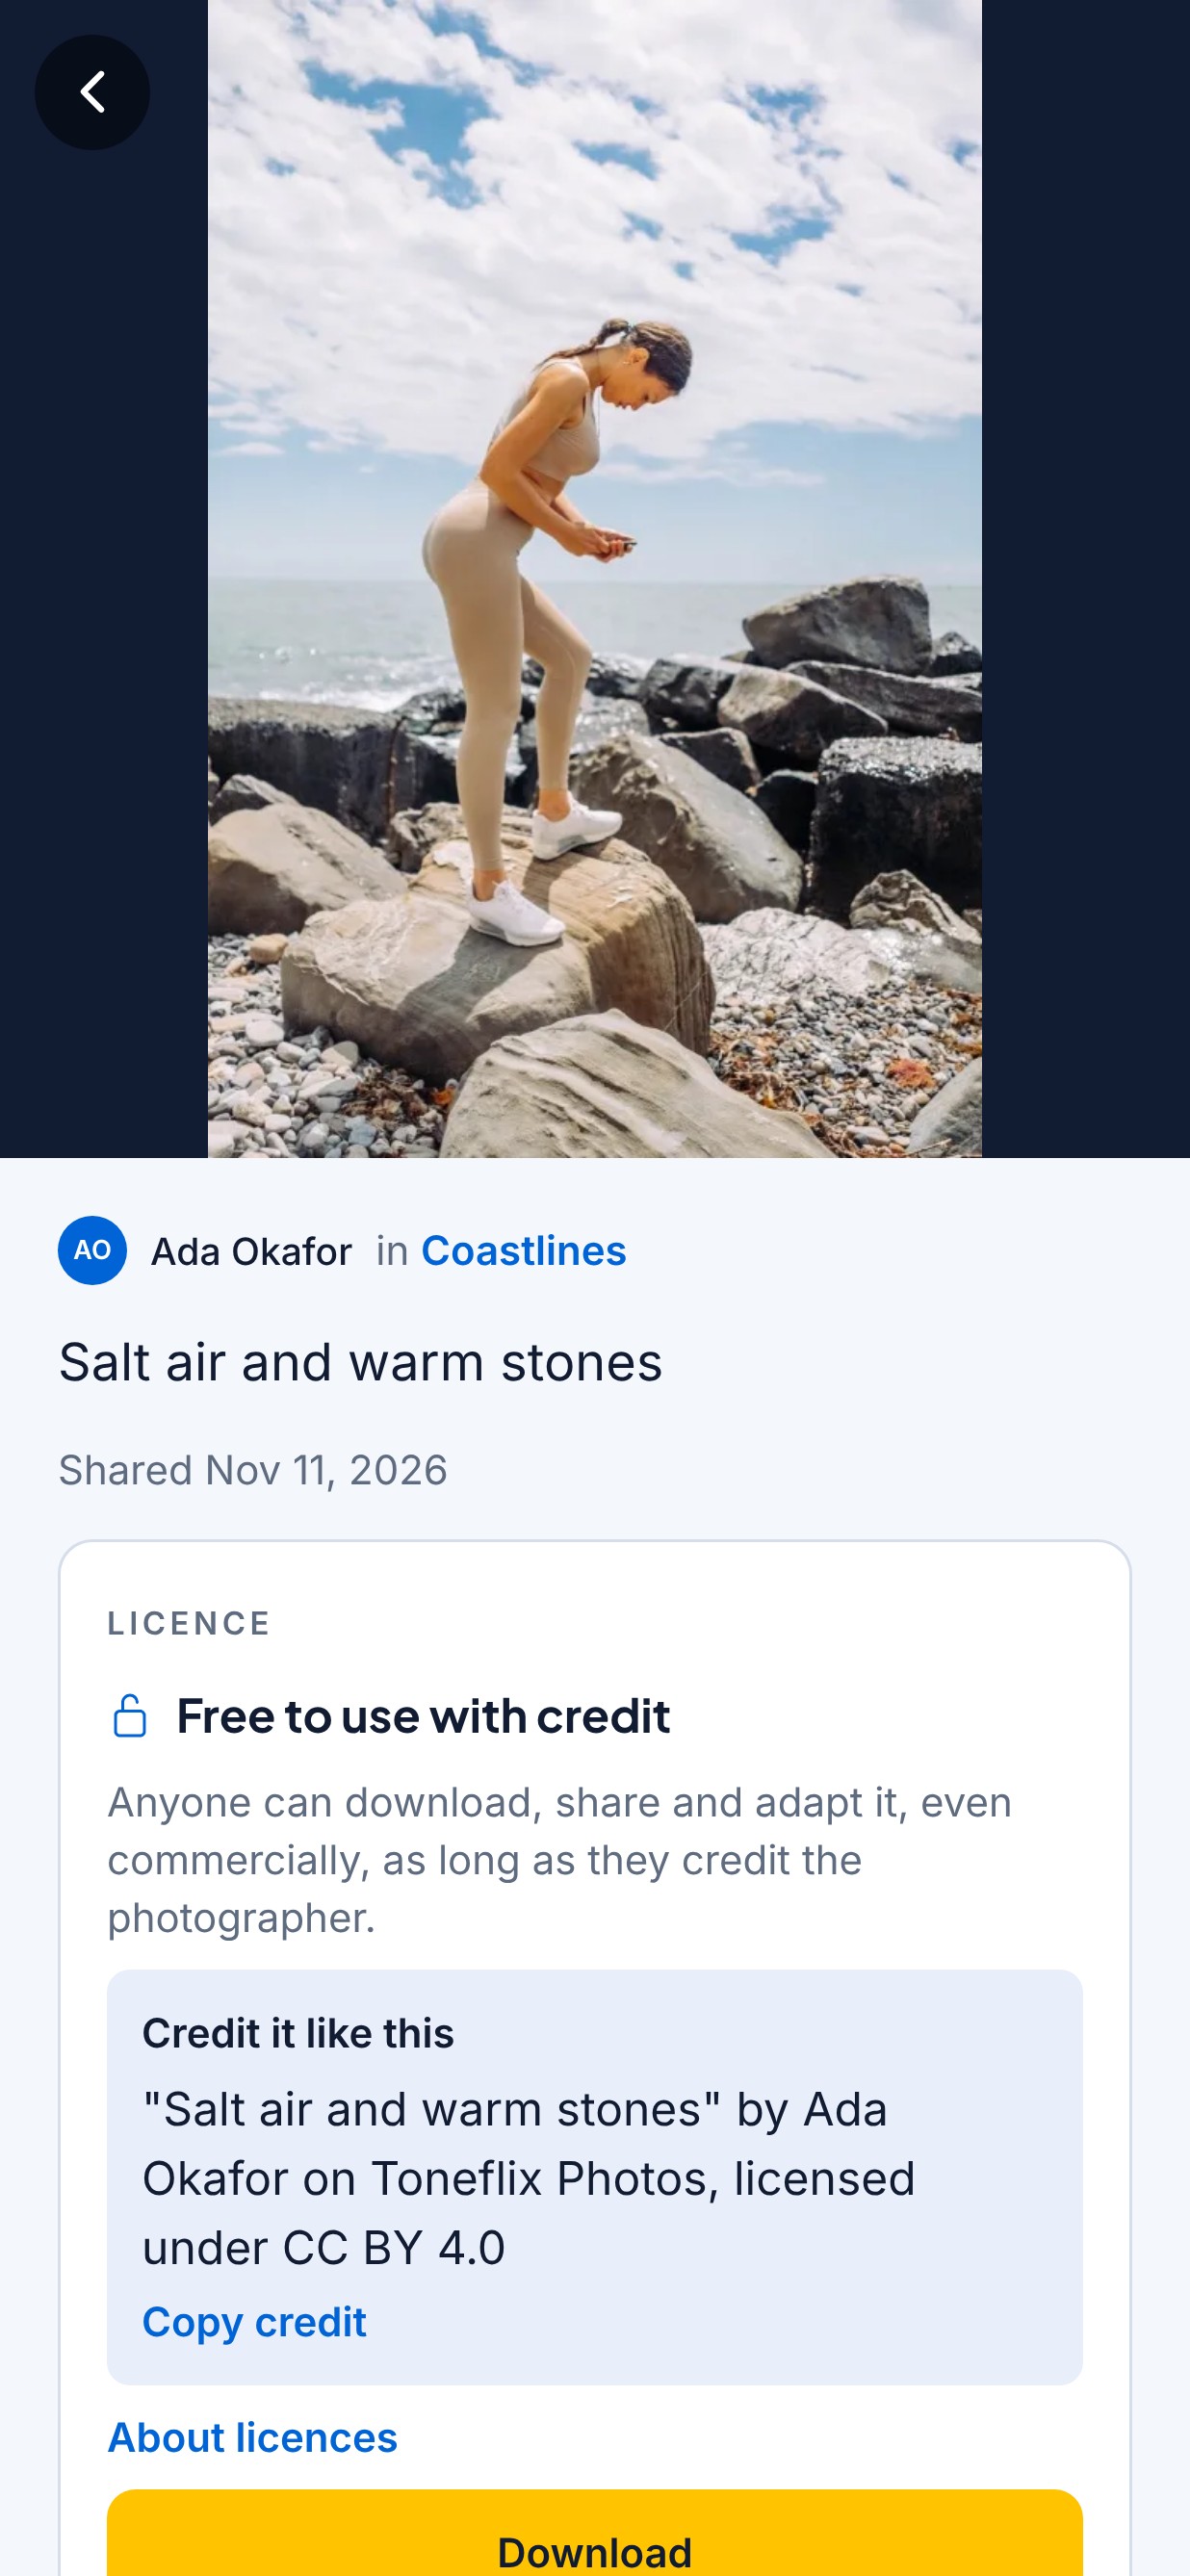 AO
Ada Okafor in Coastlines
Salt air and warm stones
Shared Nov 11, 2026
LICENCE
Free to use with credit
Anyone can download, share and adapt it, even
commercially, as long as they credit the
photographer.
Credit it like this
"Salt air and warm stones" by Ada
Okafor on Toneflix Photos, licensed
under CC BY 4.0
Copy credit
About licences
Download